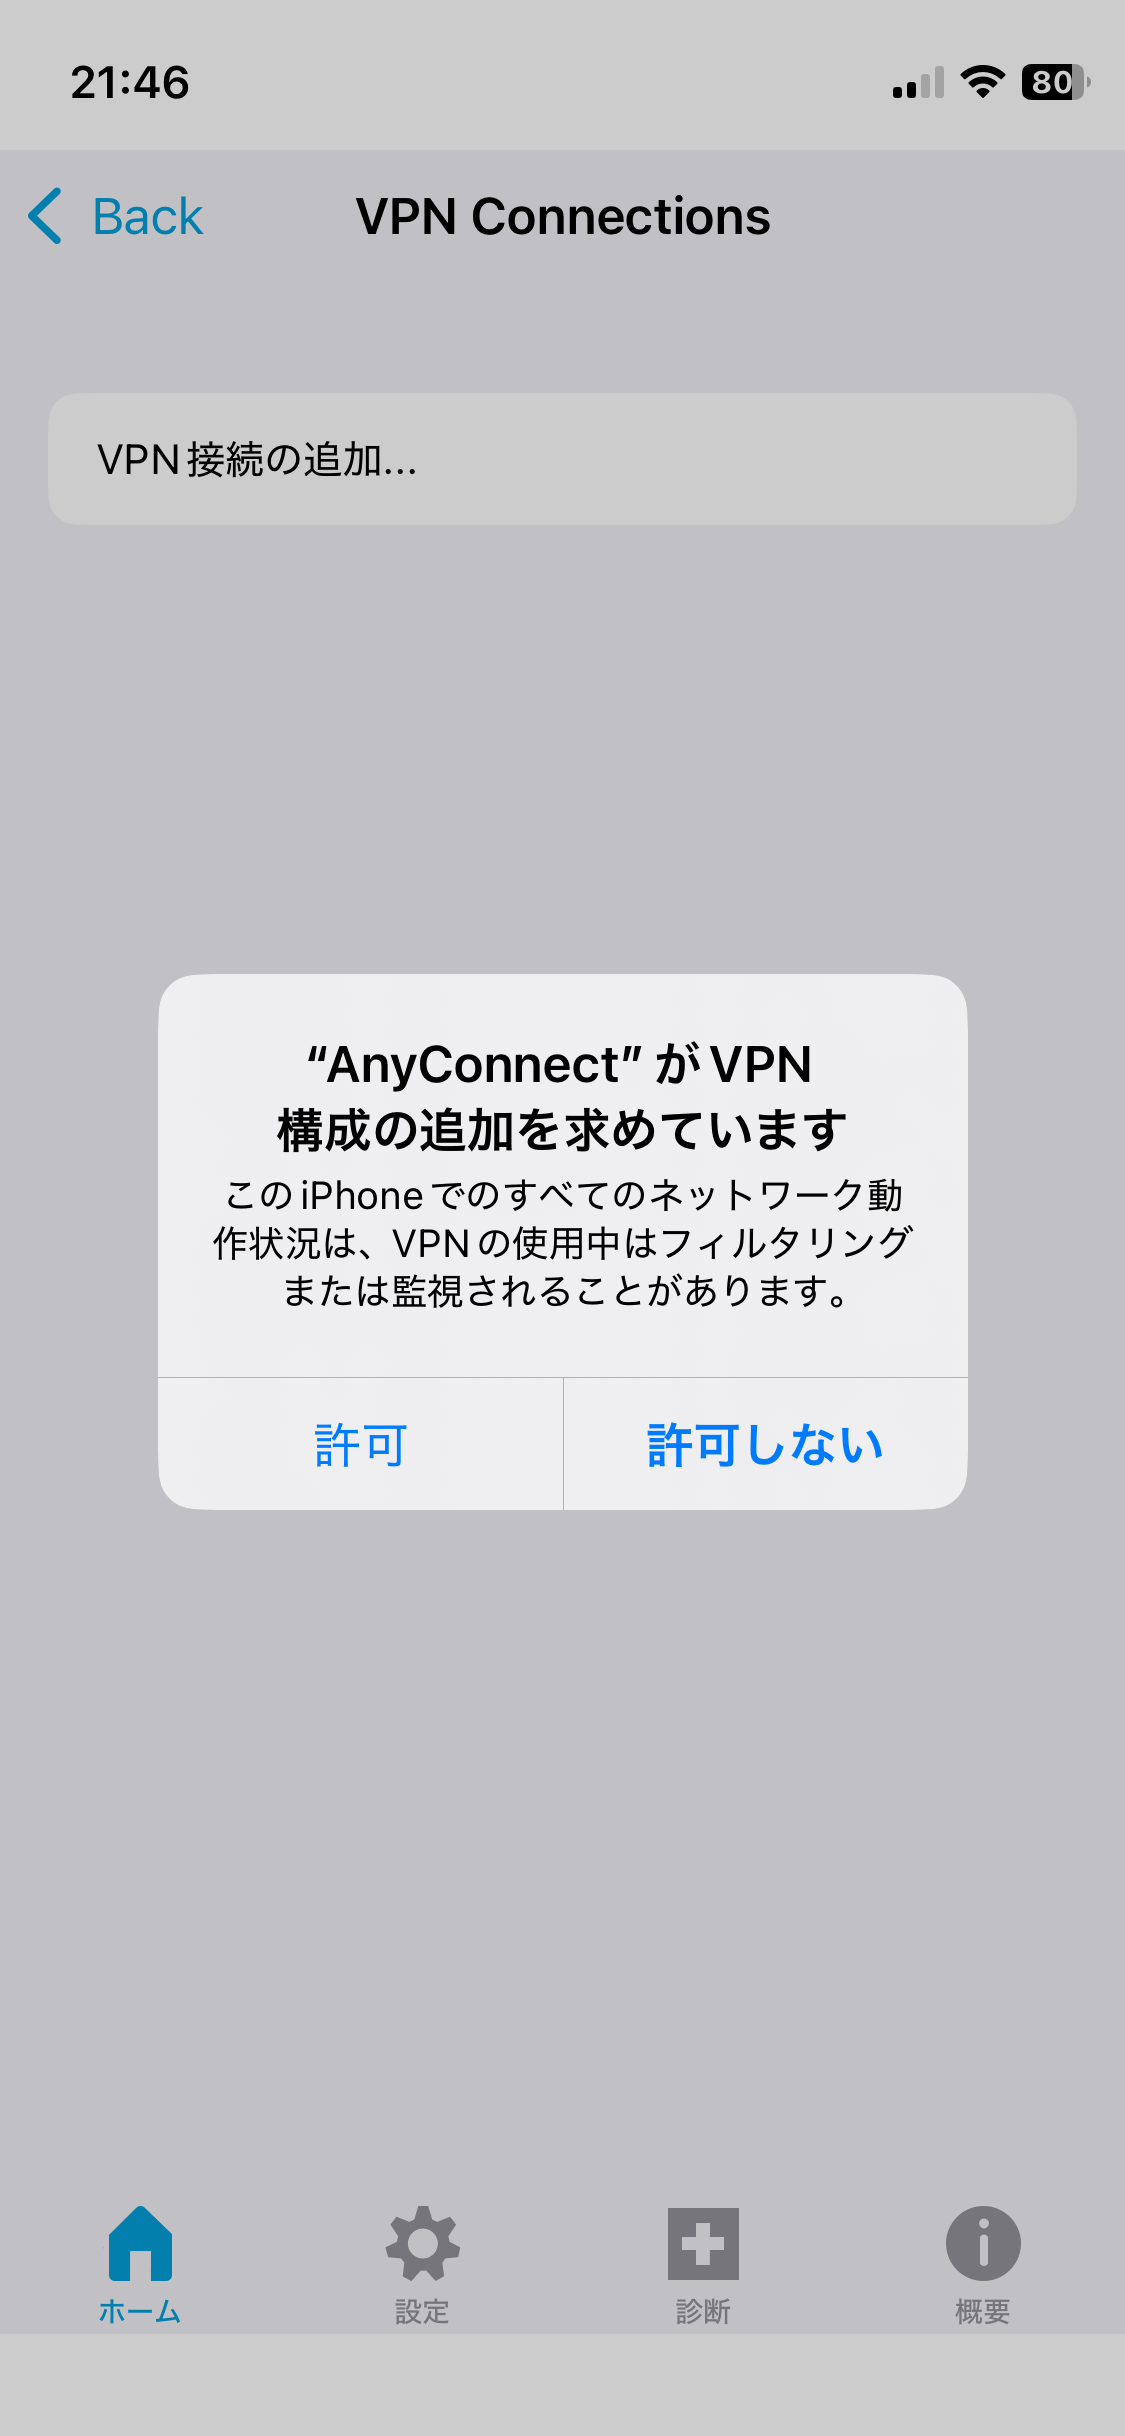 21:46
80
Back
VPN Connections
VPN接続の追加...
“AnyConnect” がVPN
構成の追加を求めています
このiPhoneでのすべてのネットワーク動
作状況は、VPNの使用中はフィルタリング
または監視されることがあります。
許可
許可しない
ホーム
設定
診断
概要